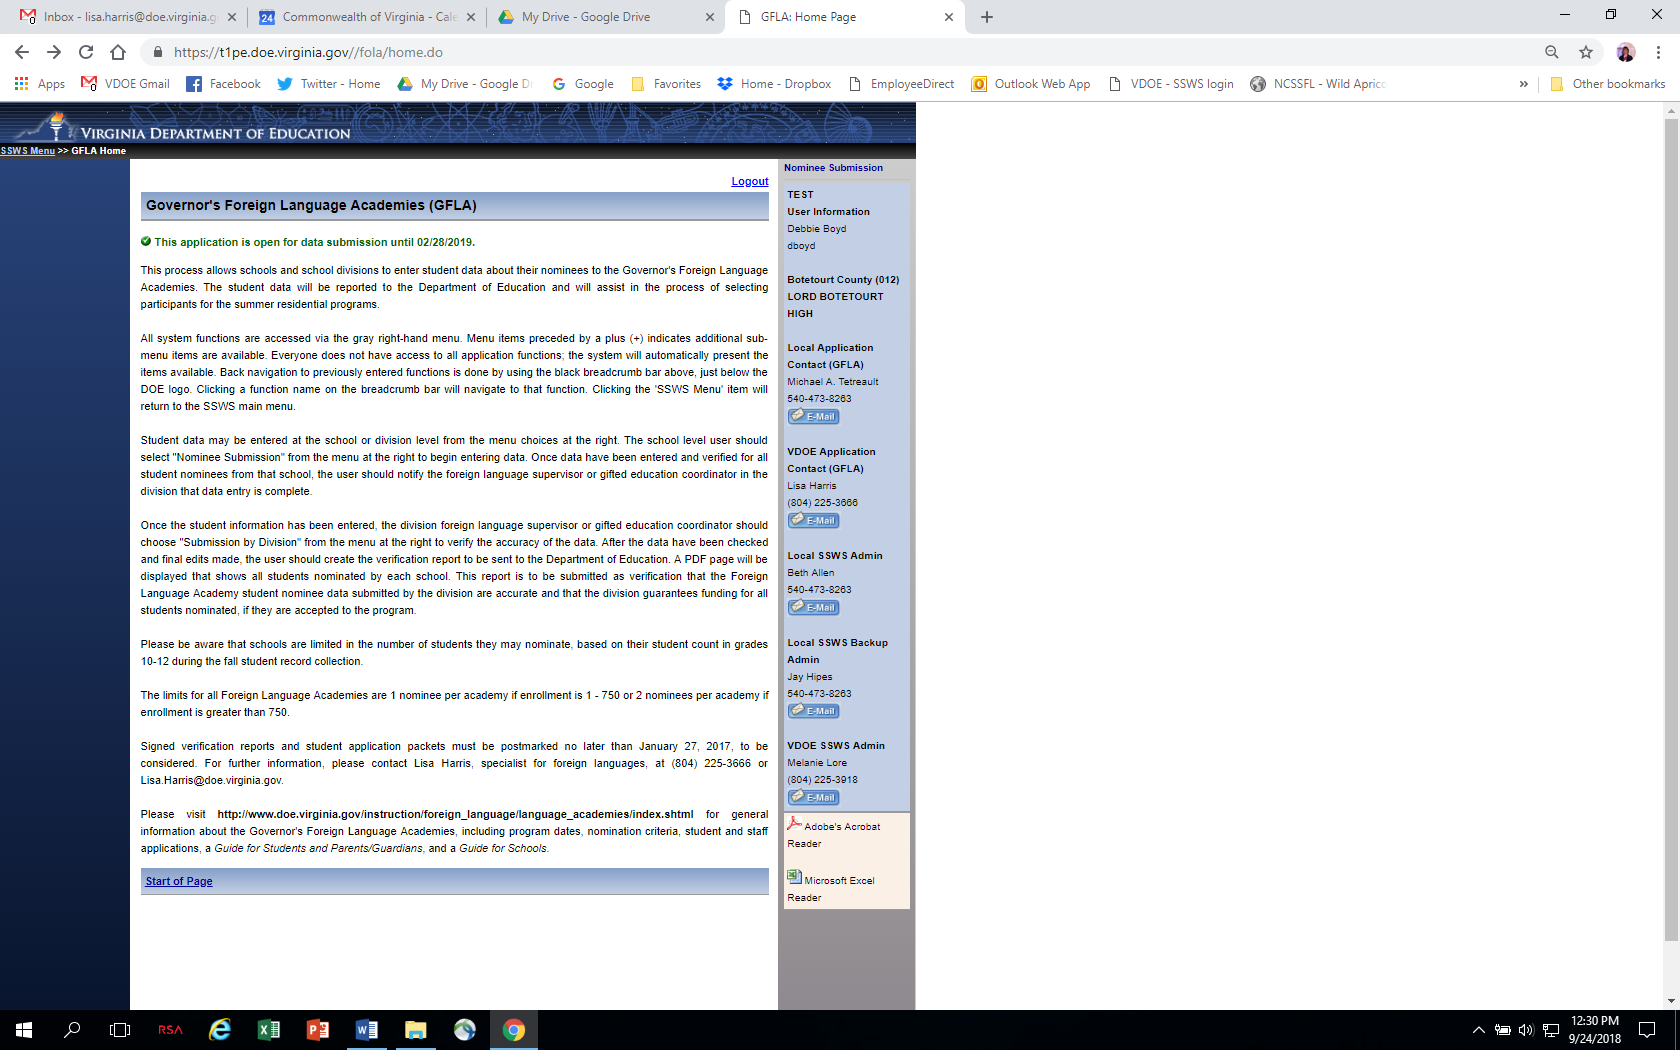 Inbox - lisa.harris@doe.virginia.g
Commonwealth of Virginia - Cale
My Drive - Google Drive
GFLA: Home Page
https://t1pe.doe.virginia.gov//fola/home.do
Apps
VDOE Gmail
Facebook
Twitter - Home
My Drive - Google Dr
Google
Favorites
Home - Dropbox
EmployeeDirect
Outlook Web App
VDOE - SSWS login
NCSSFL - Wild Aprico
»
Other bookmarks
VIRGINIA DEPARTMENT OF EDUCATION
SSWS Menu >> GFLA Home
Logout
Governor's Foreign Language Academies (GFLA)
This application is open for data submission until 02/28/2019.
This process allows schools and school divisions to enter student data about their nominees to the Governor's Foreign Language
Academies. The student data will be reported to the Department of Education and will assist in the process of selecting
participants for the summer residential programs.
All system functions are accessed via the gray right-hand menu. Menu items preceded by a plus (+) indicates additional sub-
menu items are available. Everyone does not have access to all application functions; the system will automatically present the
items available. Back navigation to previously entered functions is done by using the black breadcrumb bar above, just below the
DOE logo. Clicking a function name on the breadcrumb bar will navigate to that function. Clicking the 'SSWS Menu' item will
return to the SSWS main menu.
Student data may be entered at the school or division level from the menu choices at the right. The school level user should
select "Nominee Submission" from the menu at the right to begin entering data. Once data have been entered and verified for all
student nominees from that school, the user should notify the foreign language supervisor or gifted education coordinator in the
division that data entry is complete.
Once the student information has been entered, the division foreign language supervisor or gifted education coordinator should
choose "Submission by Division" from the menu at the right to verify the accuracy of the data. After the data have been checked
and final edits made, the user should create the verification report to be sent to the Department of Education. A PDF page will be
displayed that shows all students nominated by each school. This report is to be submitted as verification that the Foreign
Language Academy student nominee data submitted by the division are accurate and that the division guarantees funding for all
students nominated, if they are accepted to the program.
Please be aware that schools are limited in the number of students they may nominate, based on their student count in grades
10-12 during the fall student record collection.
The limits for all Foreign Language Academies are 1 nominee per academy if enrollment is 1 - 750 or 2 nominees per academy if
enrollment is greater than 750.
Signed verification reports and student application packets must be postmarked no later than January 27, 2017, to be
considered. For further information, please contact Lisa Harris, specialist for foreign languages, at (804) 225-3666 or
Lisa.Harris@doe.virginia.gov.
Please visit http://www.doe.virginia.gov/instruction/foreign_language/language_academies/index.shtml for general
information about the Governor's Foreign Language Academies, including program dates, nomination criteria, student and staff
applications, a Guide for Students and Parents/Guardians, and a Guide for Schools.
Start of Page
Nominee Submission
TEST
User Information
Debbie Boyd
dboyd
Botetourt County (012)
LORD BOTETOURT
HIGH
Local Application
Contact (GFLA)
Michael A. Tetreault
540-473-8263
E-Mail
VDOE Application
Contact (GFLA)
Lisa Harris
(804) 225-3666
E-Mail
Local SSWS Admin
Beth Allen
540-473-8263
E-Mail
Local SSWS Backup
Admin
Jay Hipes
540-473-8263
E-Mail
VDOE SSWS Admin
Melanie Lore
(804) 225-3918
E-Mail
Adobe's Acrobat
Reader
Microsoft Excel
Reader
RSA
12:30 PM
9/24/2018